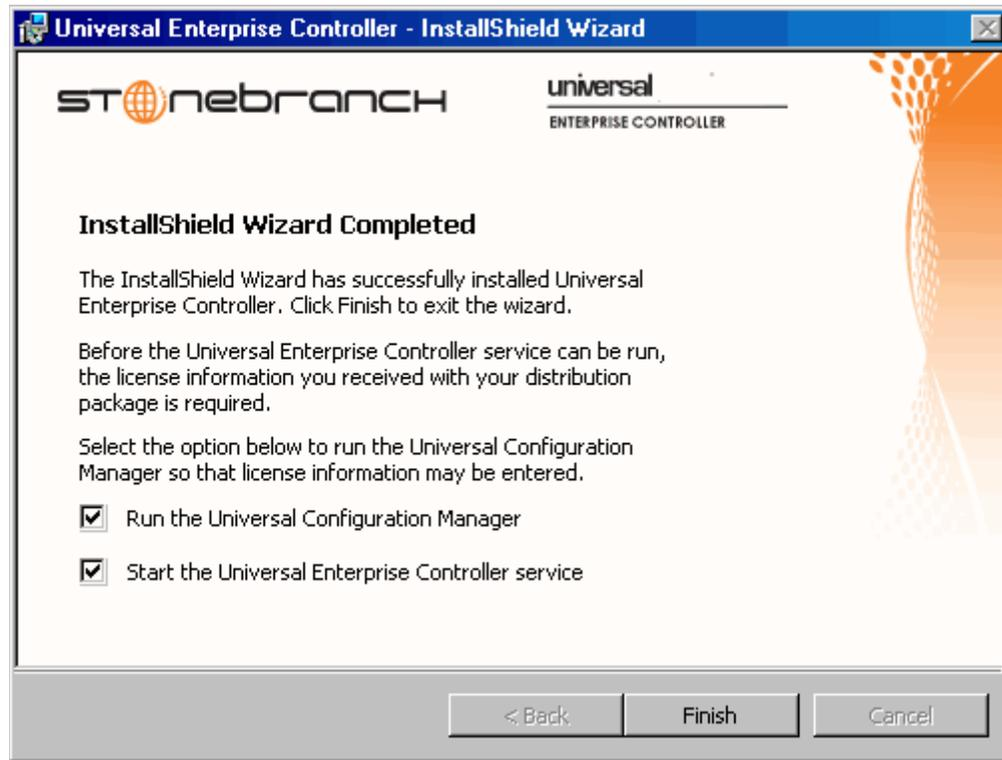 Universal Enterprise Controller - InstallShield Wizard
STONEBRANCH
universal
ENTERPRISE CONTROLLER
InstallShield Wizard Completed
The InstallShield Wizard has successfully installed Universal
Enterprise Controller. Click Finish to exit the wizard.
Before the Universal Enterprise Controller service can be run,
the license information you received with your distribution
package is required.
Select the option below to run the Universal Configuration
Manager so that license information may be entered.
Run the Universal Configuration Manager
Start the Universal Enterprise Controller service
< Back
Finish
Cancel